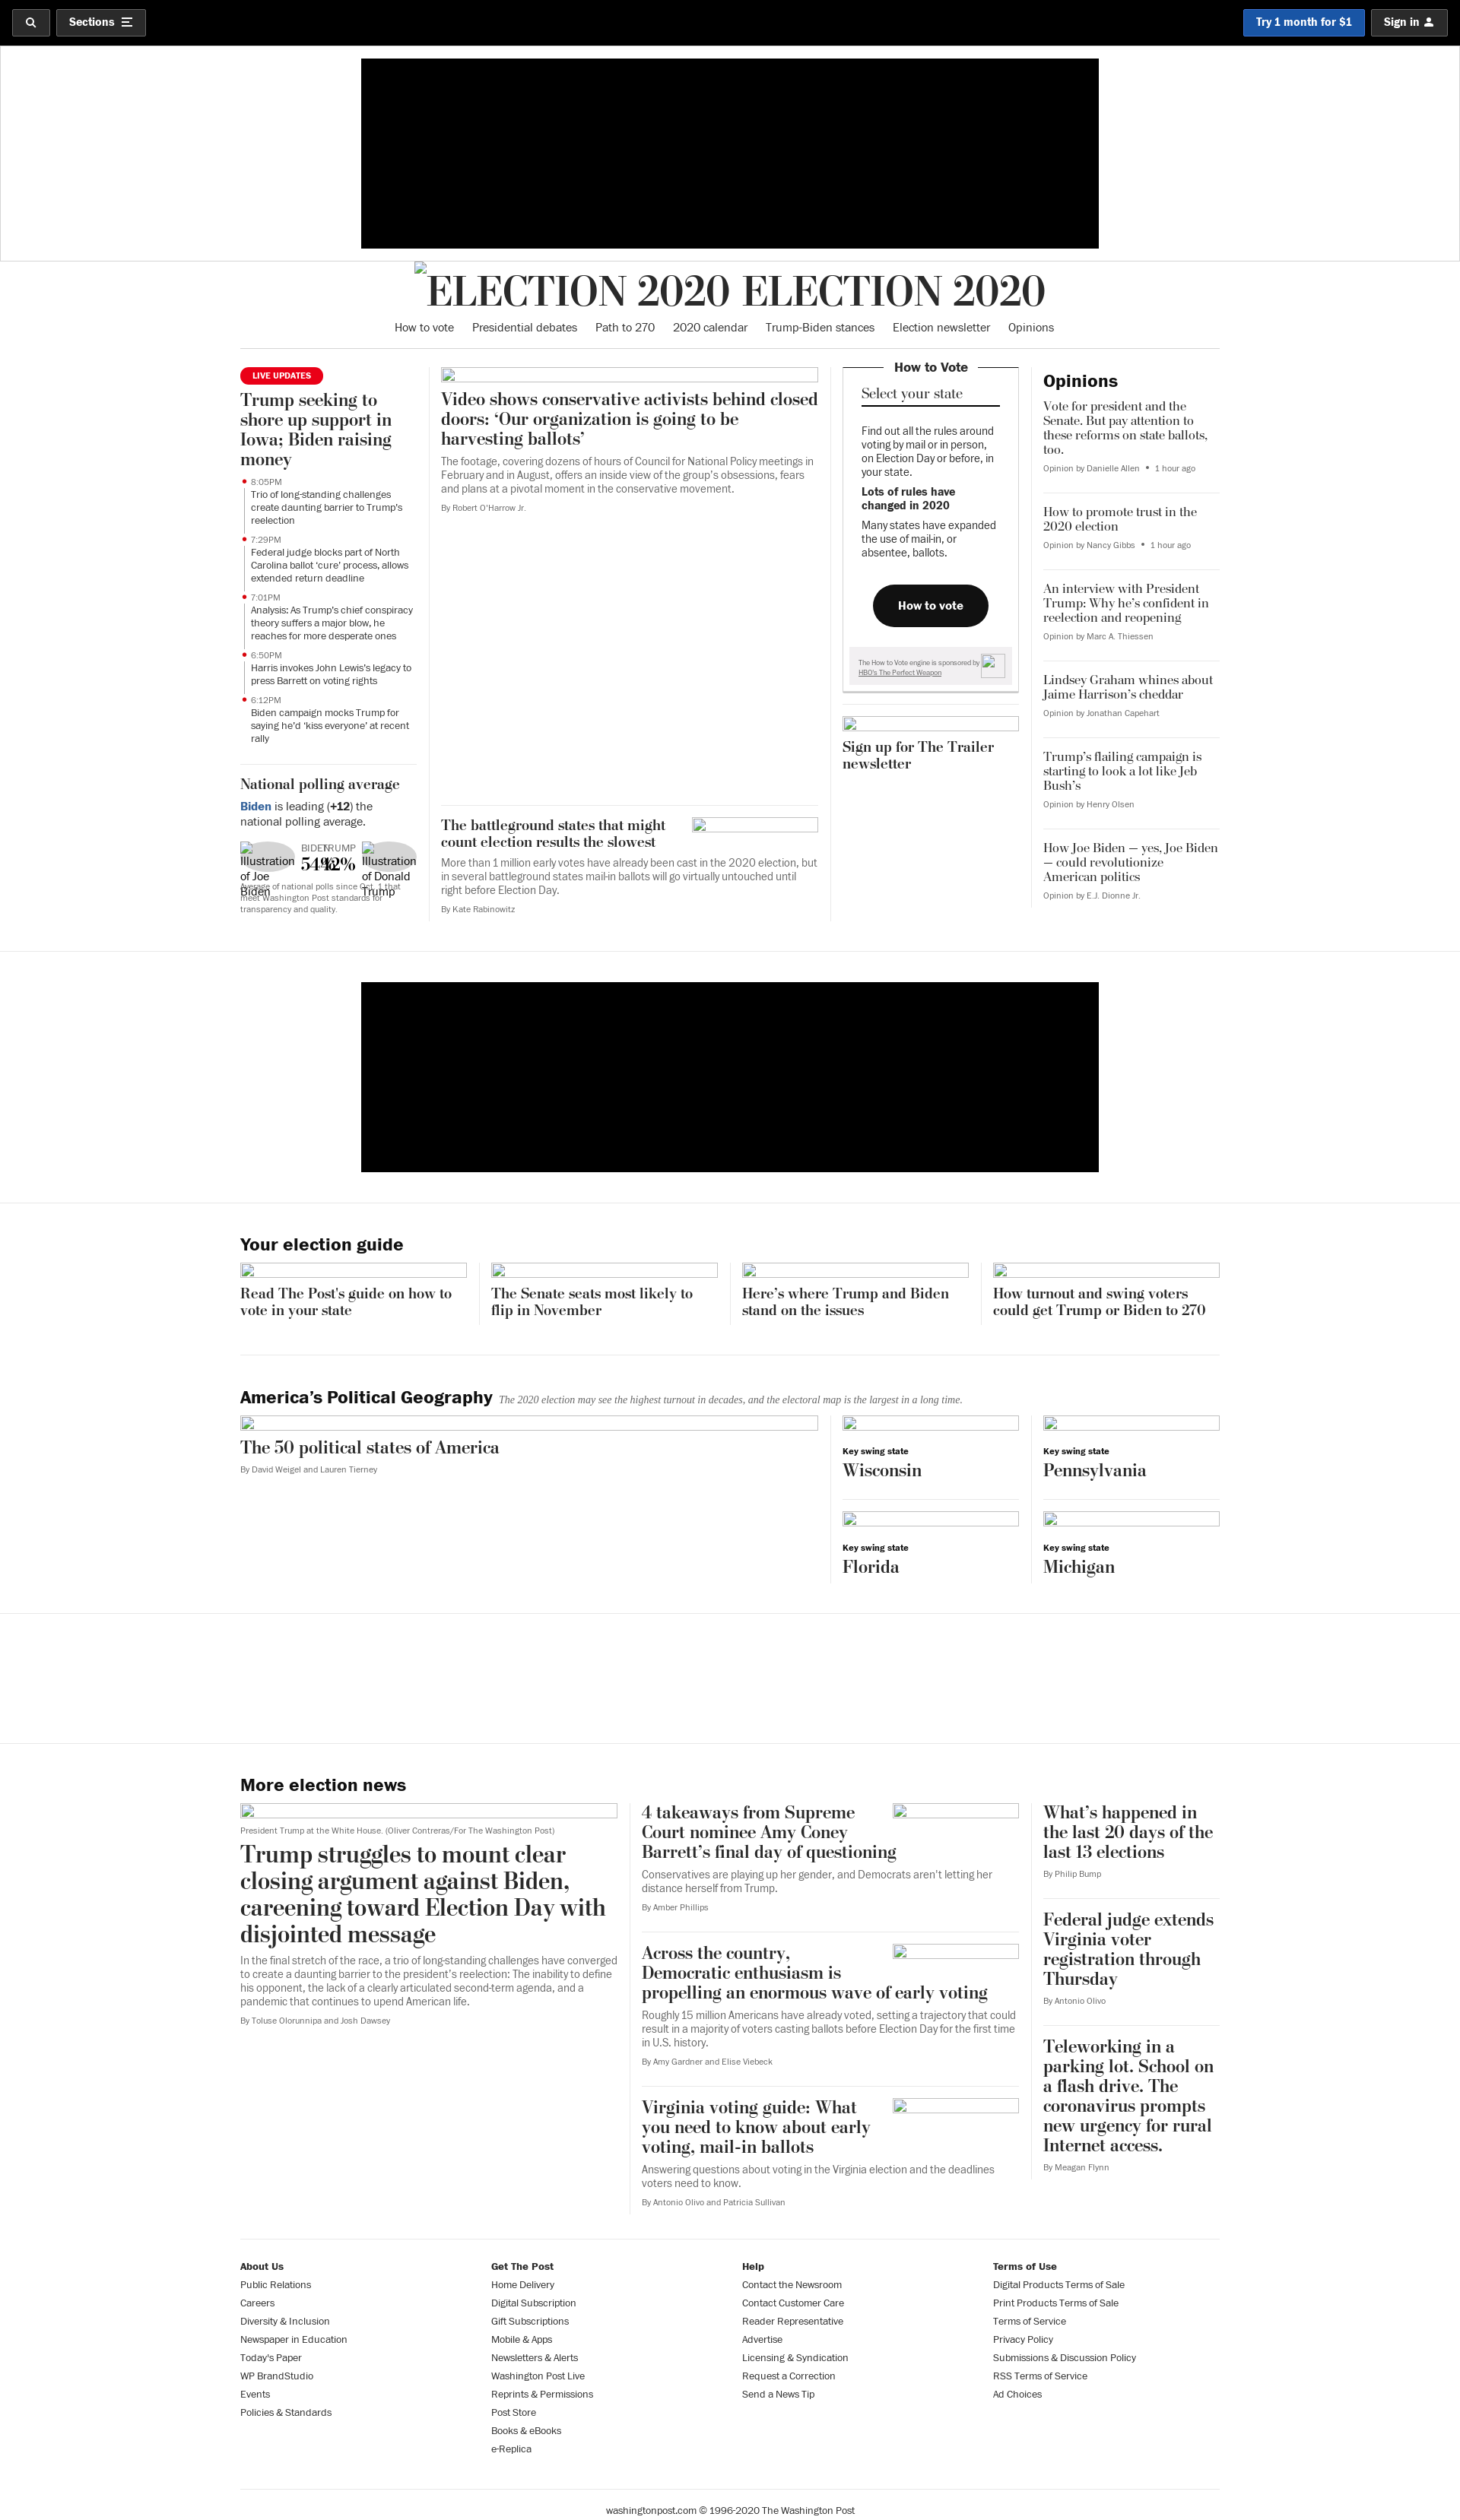 Sections
Try 1 month for $1
Sign in
ELECTION 2020 ELECTION 2020
How to vote
Presidential debates
Path to 270
2020 calendar
Trump-Biden stances
Election newsletter
Opinions
LIVE UPDATES
Trump seeking to
shore up support in
Iowa; Biden raising
money
8:05PM
Trio of long-standing challenges
create daunting barrier to Trump's
reelection
7:29PM
Federal judge blocks part of North
Carolina ballot ‘cure’ process, allows
extended return deadline
7:01PM
Analysis: As Trump’s chief conspiracy
theory suffers a major blow, he
reaches for more desperate ones
6:50PM
Harris invokes John Lewis’s legacy to
press Barrett on voting rights
6:12PM
Biden campaign mocks Trump for
saying he’d ‘kiss everyone’ at recent
rally
National polling average
Biden is leading (+12) the
national polling average.
Illustration
of Joe
Biden
BIDEN
54%
TRUMP
42%
Illustration
of Donald
Trump
Average of national polls since Oct. 1 that
meet Washington Post standards for
transparency and quality.
Video shows conservative activists behind closed
doors: ‘Our organization is going to be
harvesting ballots’
The footage, covering dozens of hours of Council for National Policy meetings in
February and in August, offers an inside view of the group’s obsessions, fears
and plans at a pivotal moment in the conservative movement.
By Robert O'Harrow Jr.
The battleground states that might
count election results the slowest
More than 1 million early votes have already been cast in the 2020 election, but
in several battleground states mail-in ballots will go virtually untouched until
right before Election Day.
By Kate Rabinowitz
How to Vote
Select your state
Find out all the rules around
voting by mail or in person,
on Election Day or before, in
your state.
Lots of rules have
changed in 2020
Many states have expanded
the use of mail-in, or
absentee, ballots.
How to vote
The How to Vote engine is sponsored by
HBO's The Perfect Weapon
Sign up for The Trailer
newsletter
Opinions
Vote for president and the
Senate. But pay attention to
these reforms on state ballots,
too.
Opinion by Danielle Allen • 1 hour ago
How to promote trust in the
2020 election
Opinion by Nancy Gibbs • 1 hour ago
An interview with President
Trump: Why he’s confident in
reelection and reopening
Opinion by Marc A. Thiessen
Lindsey Graham whines about
Jaime Harrison’s cheddar
Opinion by Jonathan Capehart
Trump’s flailing campaign is
starting to look a lot like Jeb
Bush’s
Opinion by Henry Olsen
How Joe Biden — yes, Joe Biden
— could revolutionize
American politics
Opinion by E.J. Dionne Jr.
Your election guide
Read The Post's guide on how to
vote in your state
The Senate seats most likely to
flip in November
Here’s where Trump and Biden
stand on the issues
How turnout and swing voters
could get Trump or Biden to 270
America’s Political Geography The 2020 election may see the highest turnout in decades, and the electoral map is the largest in a long time.
The 50 political states of America
By David Weigel and Lauren Tierney
Key swing state
Wisconsin
Key swing state
Pennsylvania
Key swing state
Florida
Key swing state
Michigan
More election news
President Trump at the White House. (Oliver Contreras/For The Washington Post)
Trump struggles to mount clear
closing argument against Biden,
careening toward Election Day with
disjointed message
In the final stretch of the race, a trio of long-standing challenges have converged
to create a daunting barrier to the president’s reelection: The inability to define
his opponent, the lack of a clearly articulated second-term agenda, and a
pandemic that continues to upend American life.
By Toluse Olorunnipa and Josh Dawsey
4 takeaways from Supreme
Court nominee Amy Coney
Barrett’s final day of questioning
Conservatives are playing up her gender, and Democrats aren't letting her
distance herself from Trump.
By Amber Phillips
Across the country,
Democratic enthusiasm is
propelling an enormous wave of early voting
Roughly 15 million Americans have already voted, setting a trajectory that could
result in a majority of voters casting ballots before Election Day for the first time
in U.S. history.
By Amy Gardner and Elise Viebeck
Virginia voting guide: What
you need to know about early
voting, mail-in ballots
Answering questions about voting in the Virginia election and the deadlines
voters need to know.
By Antonio Olivo and Patricia Sullivan
What’s happened in
the last 20 days of the
last 13 elections
By Philip Bump
Federal judge extends
Virginia voter
registration through
Thursday
By Antonio Olivo
Teleworking in a
parking lot. School on
a flash drive. The
coronavirus prompts
new urgency for rural
Internet access.
By Meagan Flynn
About Us
Public Relations
Careers
Diversity & Inclusion
Newspaper in Education
Today's Paper
WP BrandStudio
Events
Policies & Standards
Get The Post
Home Delivery
Digital Subscription
Gift Subscriptions
Mobile & Apps
Newsletters & Alerts
Washington Post Live
Reprints & Permissions
Post Store
Books & eBooks
e-Replica
Help
Contact the Newsroom
Contact Customer Care
Reader Representative
Advertise
Licensing & Syndication
Request a Correction
Send a News Tip
Terms of Use
Digital Products Terms of Sale
Print Products Terms of Sale
Terms of Service
Privacy Policy
Submissions & Discussion Policy
RSS Terms of Service
Ad Choices
washingtonpost.com © 1996-2020 The Washington Post